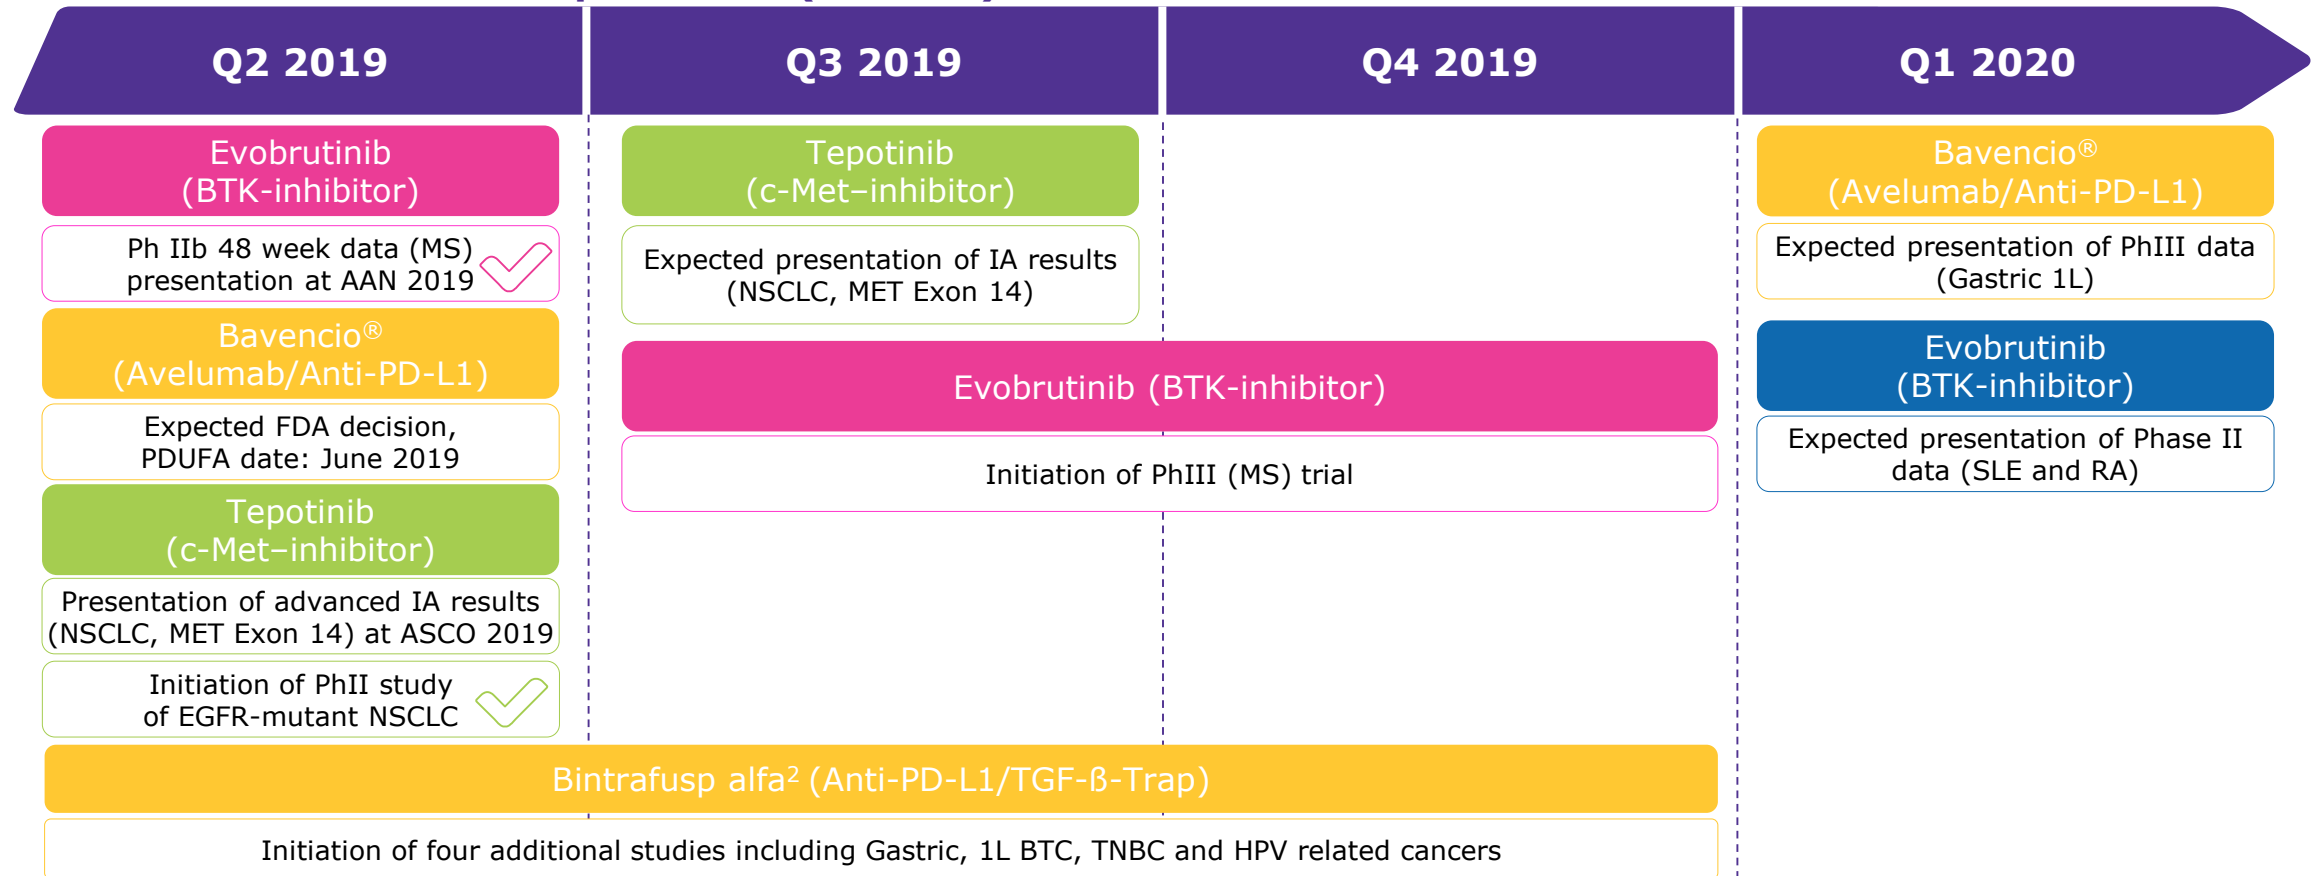 Q2 2019
Q3 2019
Q4 2019
Q1 2020
Evobrutinib
(BTK-inhibitor)
Ph IIb 48 week data (MS)
presentation at AAN 2019
Bavencio®
(Avelumab/Anti-PD-L1)
Expected FDA decision,
PDUFA date: June 2019
Tepotinib
(c-Met–inhibitor)
Presentation of advanced IA results
(NSCLC, MET Exon 14) at ASCO 2019
Initiation of PhII study
of EGFR-mutant NSCLC
Tepotinib
(c-Met–inhibitor)
Expected presentation of IA results
(NSCLC, MET Exon 14)
Evobrutinib (BTK-inhibitor)
Initiation of PhIII (MS) trial
Bavencio®
(Avelumab/Anti-PD-L1)
Expected presentation of PhIII data
(Gastric 1L)
Evobrutinib
(BTK-inhibitor)
Expected presentation of Phase II
data (SLE and RA)
Bintrafusp alfa² (Anti-PD-L1/TGF-ß-Trap)
Initiation of four additional studies including Gastric, 1L BTC, TNBC and HPV related cancers